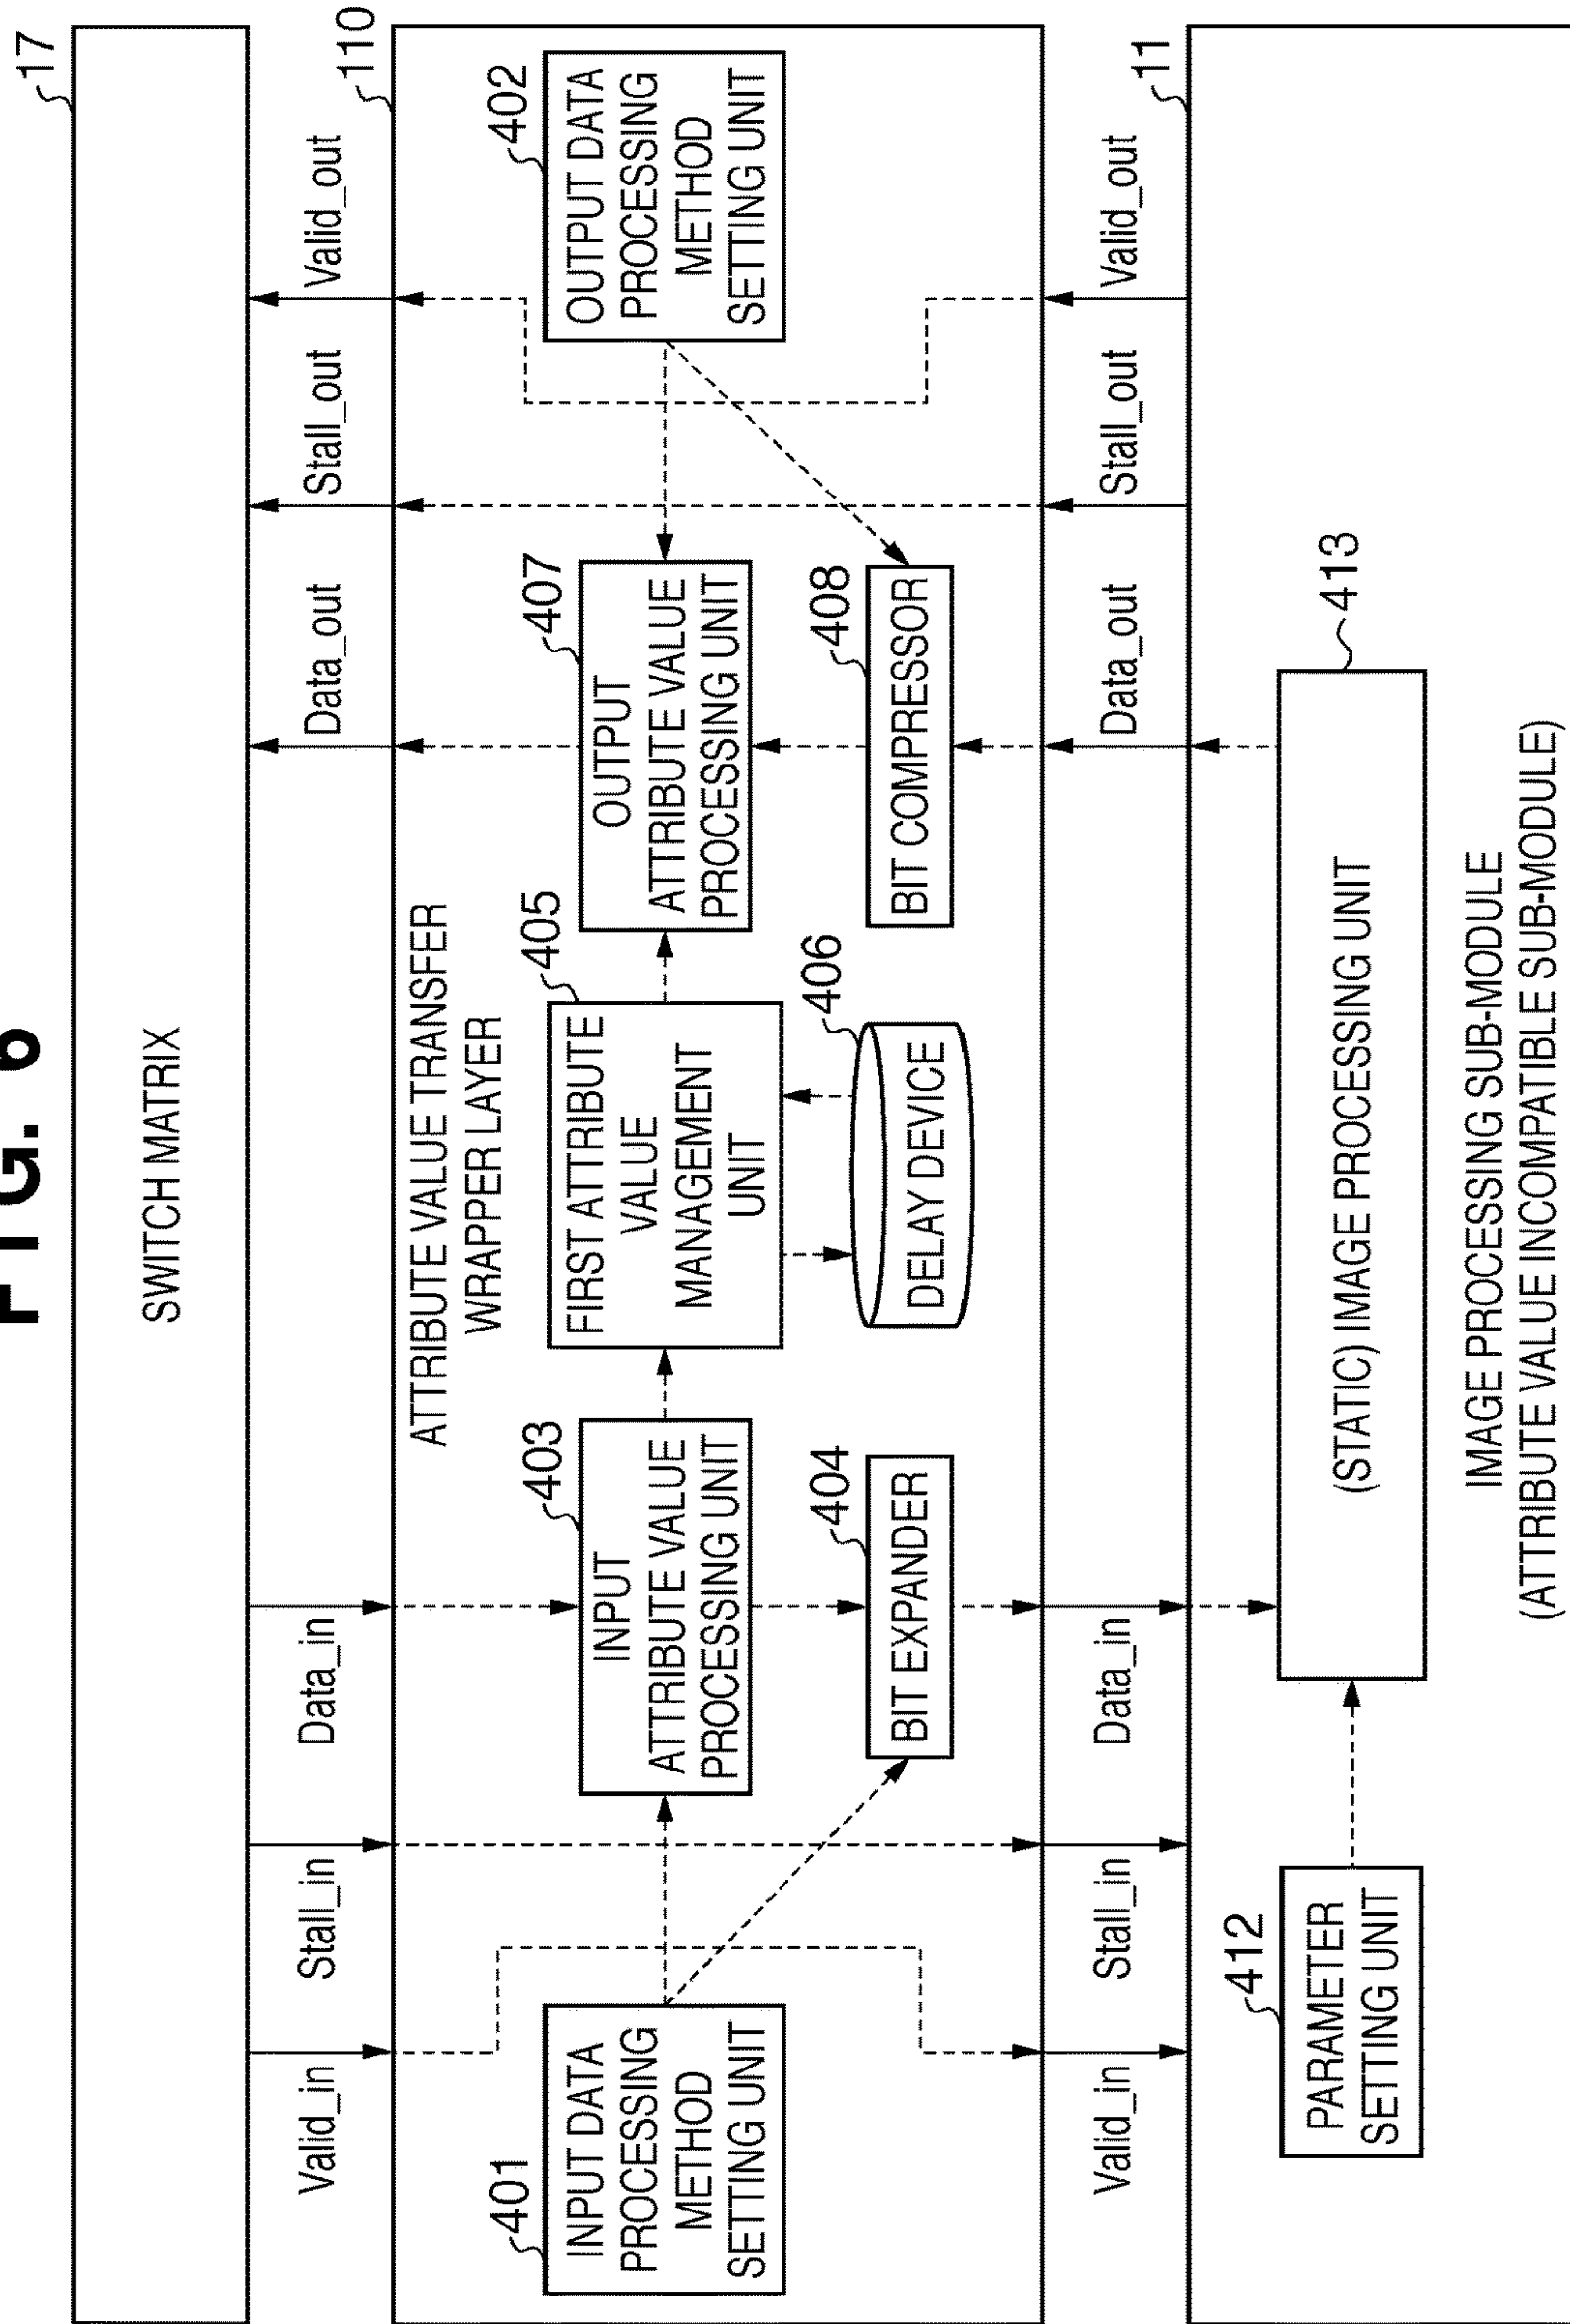 FIG. 6
17
SWITCH MATRIX
Valid_in
Stall_in
Data_in
Data_out
Stall_out
Valid_out
110
ATTRIBUTE VALUE TRANSFER
WRAPPER LAYER
401
INPUT DATA
PROCESSING
METHOD
SETTING UNIT
403
INPUT
ATTRIBUTE VALUE
PROCESSING UNIT
404
BIT EXPANDER
405
FIRST ATTRIBUTE
VALUE
MANAGEMENT
UNIT
406
DELAY DEVICE
407
OUTPUT
ATTRIBUTE VALUE
PROCESSING UNIT
408
BIT COMPRESSOR
402
OUTPUT DATA
PROCESSING
METHOD
SETTING UNIT
Valid_in
Stall_in
Data_in
Data_out
Stall_out
Valid_out
11
412
PARAMETER
SETTING UNIT
(STATIC) IMAGE PROCESSING UNIT
413
IMAGE PROCESSING SUB-MODULE
(ATTRIBUTE VALUE INCOMPATIBLE SUB-MODULE)